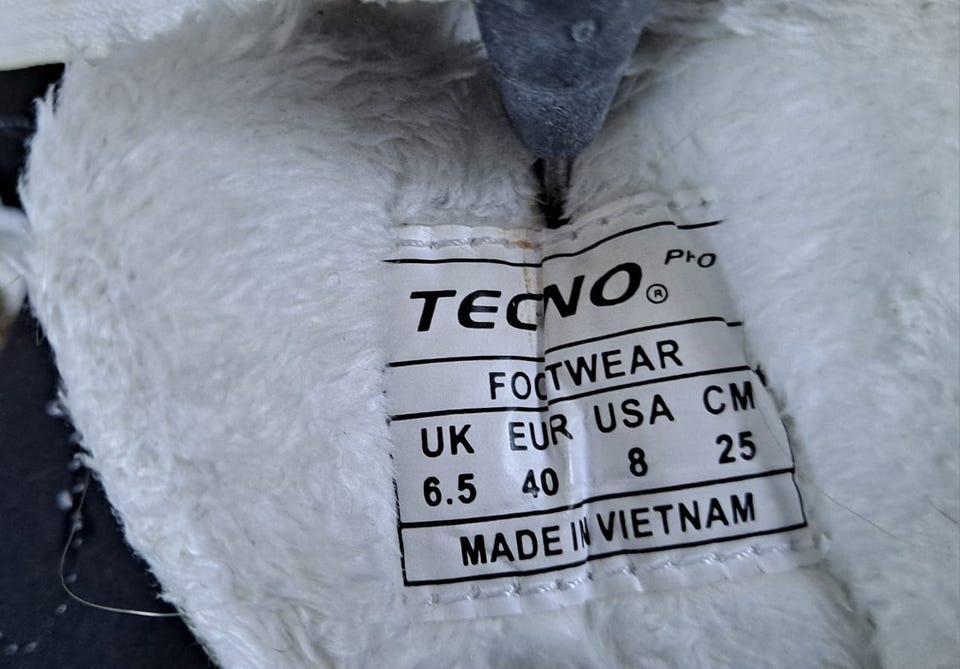 TECNO PRO ®
FOOTWEAR
UK EUR USA CM
6.5 40 8 25
MADE IN VIETNAM